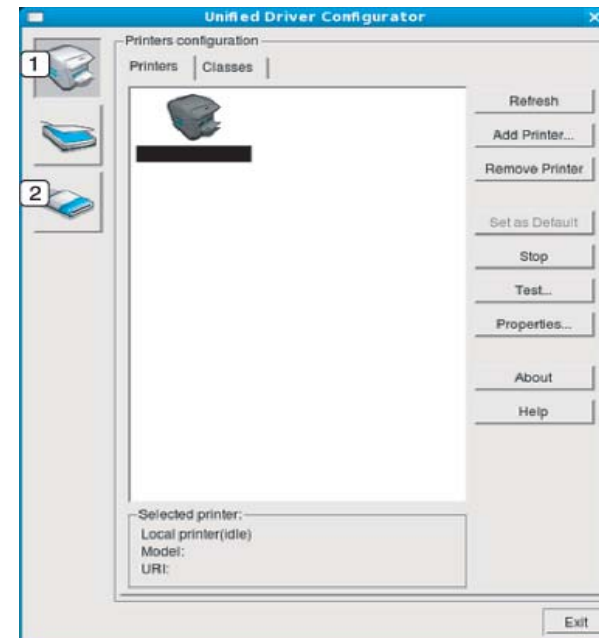 Unified Driver Configurator
1
2
Printers configuration
Printers Classes
Refresh
Add Printer...
Remove Printer
Set as Default
Stop
Test...
Properties...
About
Help
Selected printer:
Local printer(idle)
Model:
URI:
Exit